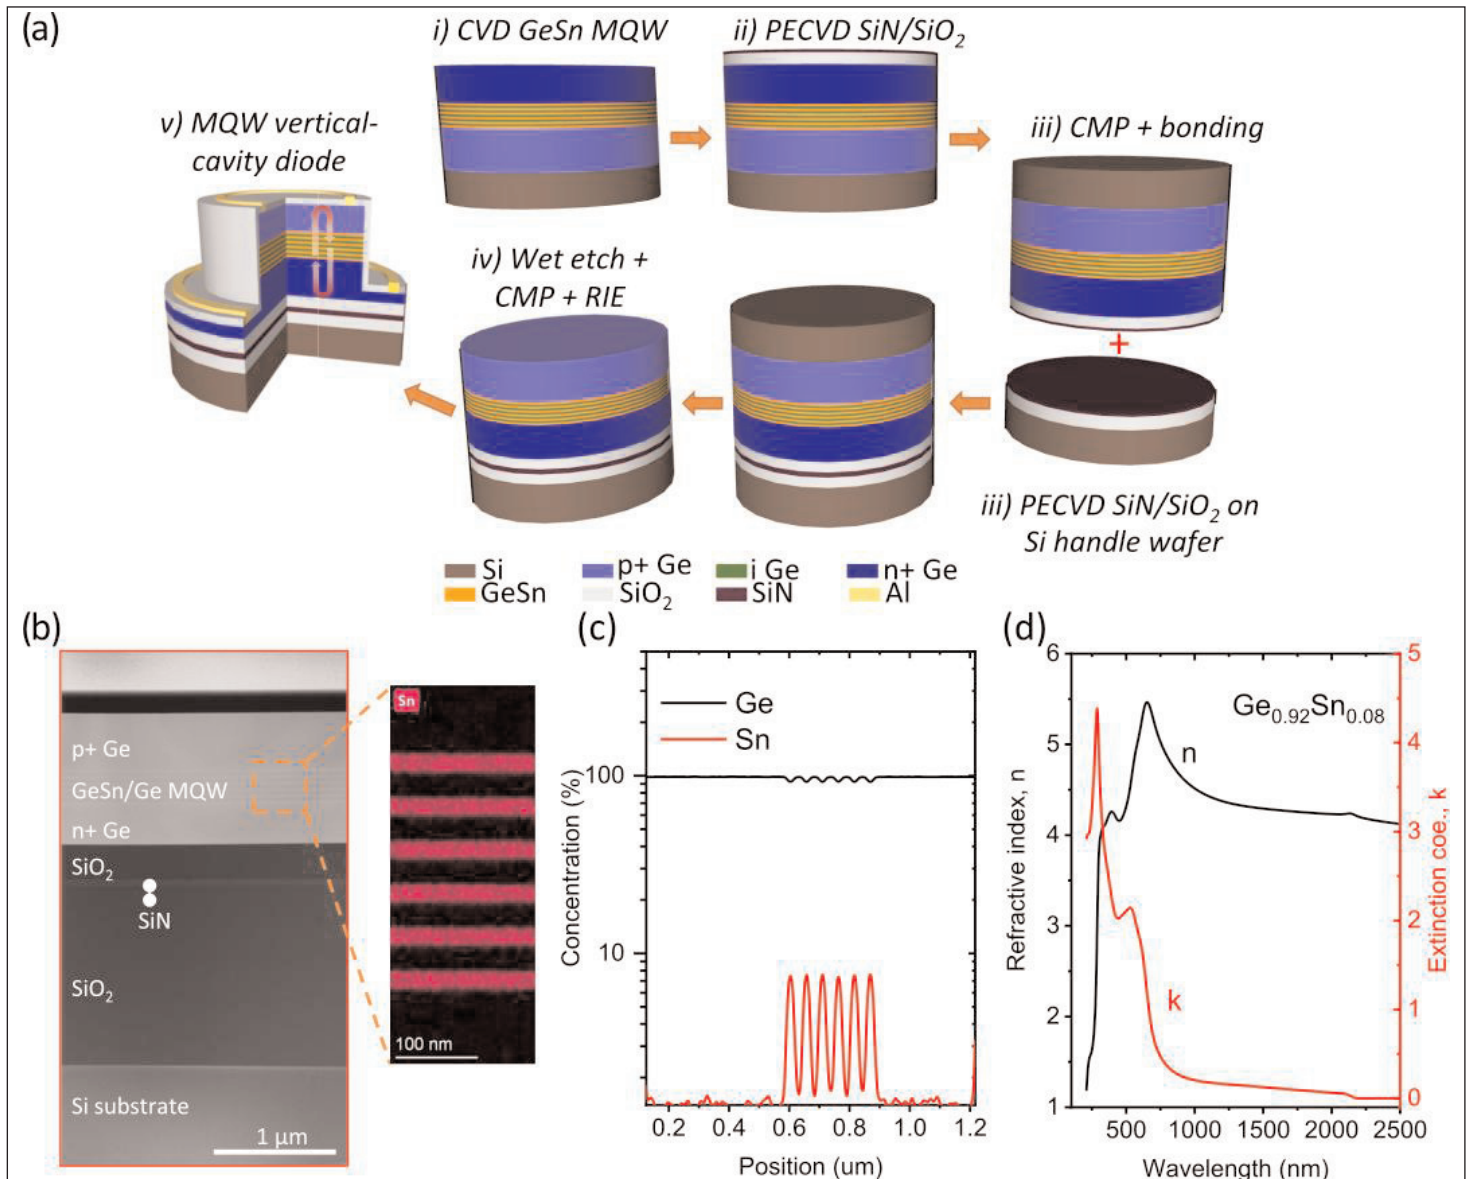 (a)
i) CVD GeSn MQW
ii) PECVD SiN/SiO₂
v) MQW vertical-
cavity diode
iii) CMP + bonding
iv) Wet etch +
CMP + RIE
+
iii) PECVD SiN/SiO₂ on
Si handle wafer
Si
p+ Ge
i Ge
n+ Ge
GeSn
SiO₂
SiN
Al
(b)
p+ Ge
GeSn/Ge MQW
n+ Ge
SiO₂
SiN
SiO₂
Si substrate
1 μm
Sn
100 nm
(c)
Ge
Sn
100
10
Concentration (%)
0.2 0.4 0.6 0.8 1.0 1.2
Position (um)
(d)
Ge₀.₉₂Sn₀.₀₈
n
k
6
5
4
3
2
1
Refractive index, n
5
4
3
2
1
0
Extinction coe., k
500 1000 1500 2000 2500
Wavelength (nm)